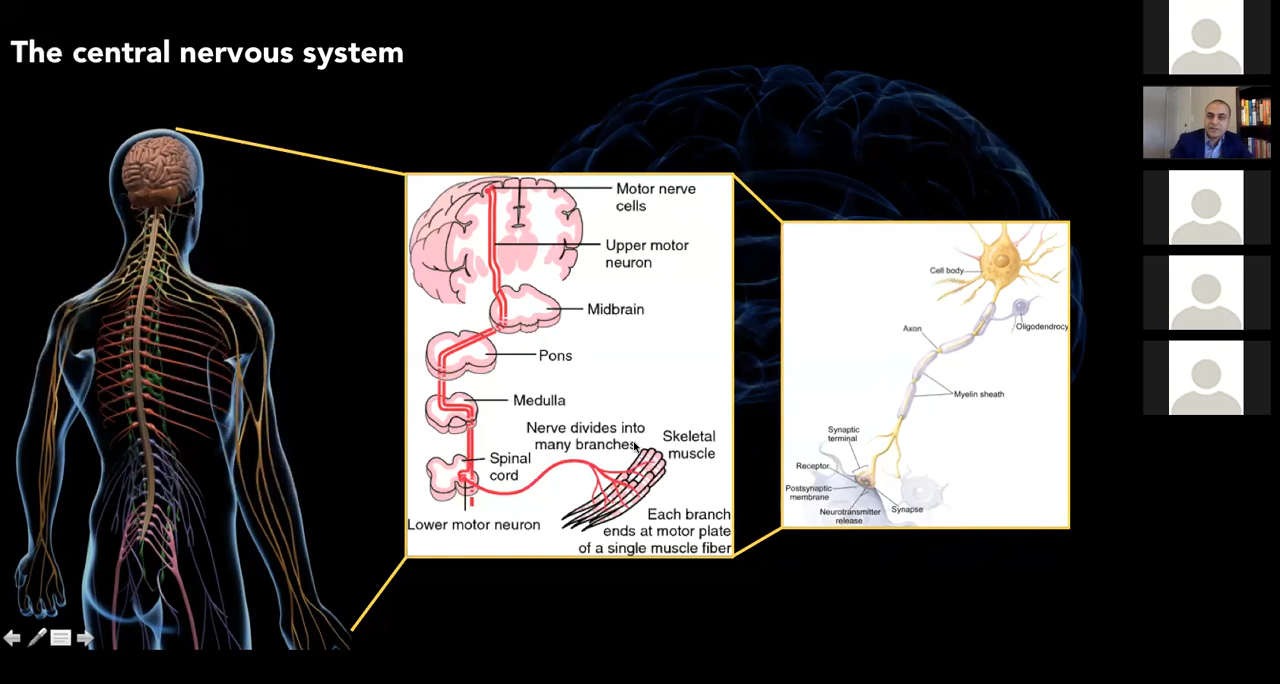 The central nervous system
Motor nerve
cells
Upper motor
neuron
Midbrain
Pons
Medulla
Nerve divides into
many branches
Skeletal
muscle
Spinal
cord
Lower motor neuron
Each branch
ends at motor plate
of a single muscle fiber
Cell body
Oligodendrocy
Axon
Myelin sheath
Synaptic
terminal
Receptor
Postsynaptic
membrane
Neurotransmitter
release
Synapse